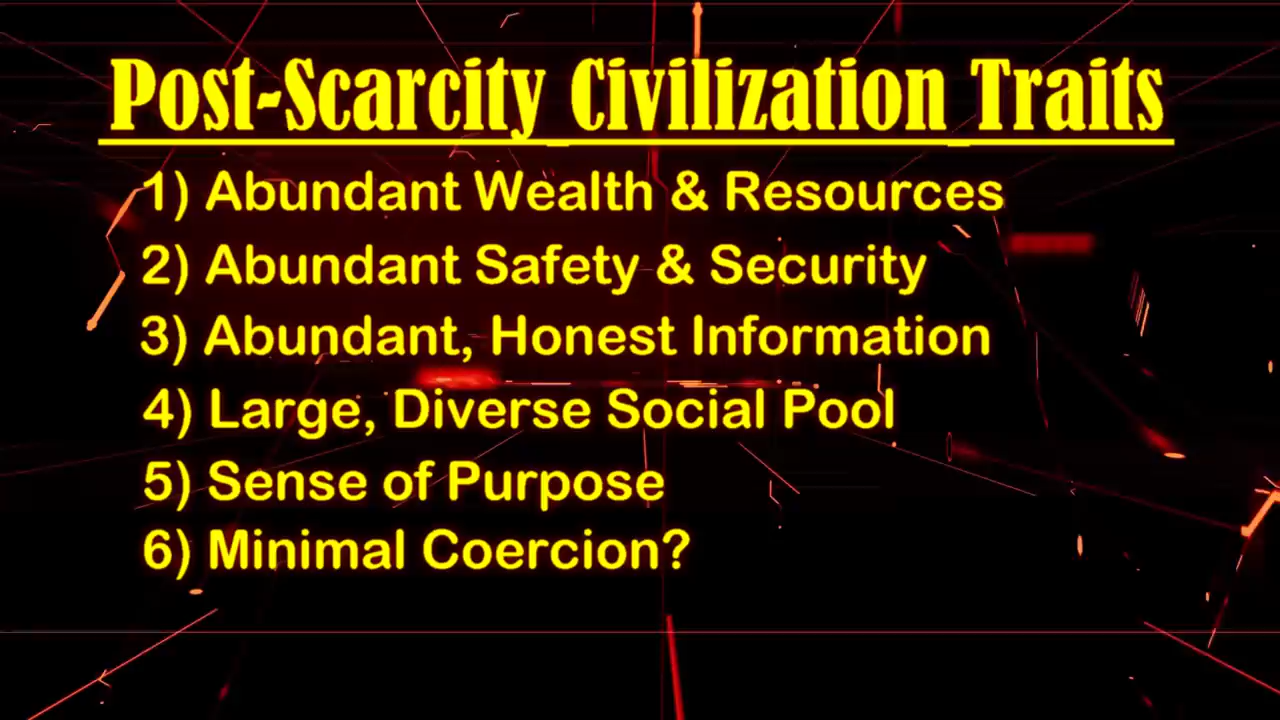 Post-Scarcity Civilization Traits
1) Abundant Wealth & Resources
2) Abundant Safety & Security
3) Abundant, Honest Information
4) Large, Diverse Social Pool
5) Sense of Purpose
6) Minimal Coercion?